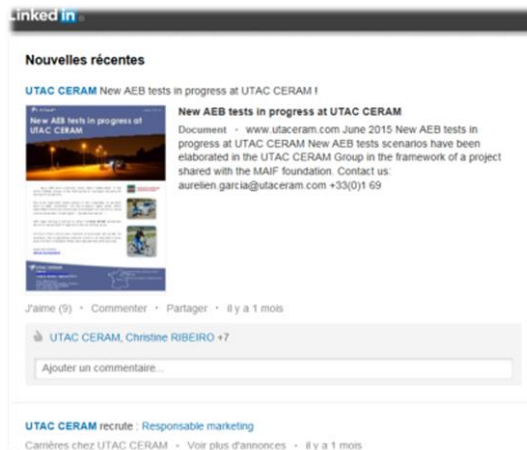 Linked in
Nouvelles récentes
UTAC CERAM New AEB tests in progress at UTAC CERAM !
New AEB tests in progress at
UTAC CERAM
New AEB tests in progress at UTAC CERAM
Document • www.utaceram.com June 2015 New AEB tests in
progress at UTAC CERAM New AEB tests scenarios have been
elaborated in the UTAC CERAM Group in the framework of a project
shared with the MAIF foundation. Contact us:
aurelien.garcia@utaceram.com +33(0)1 69
J'aime (9) • Commenter • Partager • il y a 1 mois
UTAC CERAM, Christine RIBEIRO +7
Ajouter un commentaire...
UTAC CERAM recrute : Responsable marketing
Carrières chez UTAC CERAM • Voir plus d'annonces • il y a 1 mois